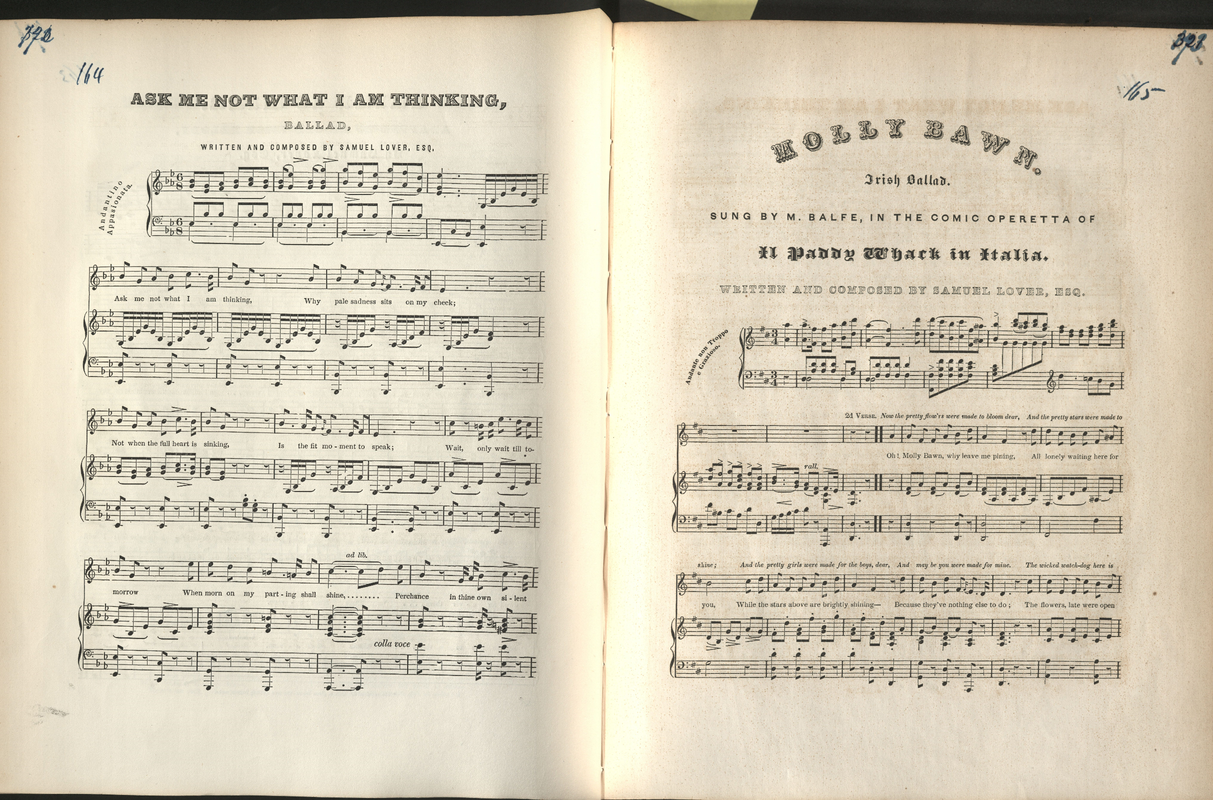 164
ASK ME NOT WHAT I AM THINKING,
BALLAD,
WRITTEN AND COMPOSED BY SAMUEL LOVER, ESQ.
Andantino
Appasionata.
Ask me not what I am thinking, Why pale sadness sits on my cheek;
Not when the full heart is sinking, Is the fit mo-ment to speak; Wait, only wait till to-
ad lib.
morrow When morn on my part-ing shall shine,......... Perchance in thine own si-lent
colla voce
165
MOLLY BAWN.
Irish Ballad.
SUNG BY M. BALFE, IN THE COMIC OPERETTA OF
Il Paddy Whack in Italia.
WRITTEN AND COMPOSED BY SAMUEL LOVER, ESQ.
Andante non Troppo
e Grazioso.
2d VERSE. Now the pretty flow'rs were made to bloom dear, And the pretty stars were made to
Oh! Molly Bawn, why leave me pining, All lonely waiting here for
rall.
shine; And the pretty girls were made for the boys, dear, And may be you were made for mine. The wicked watch-dog here is
you, While the stars above are brightly shining— Because they've nothing else to do; The flowers, late were open